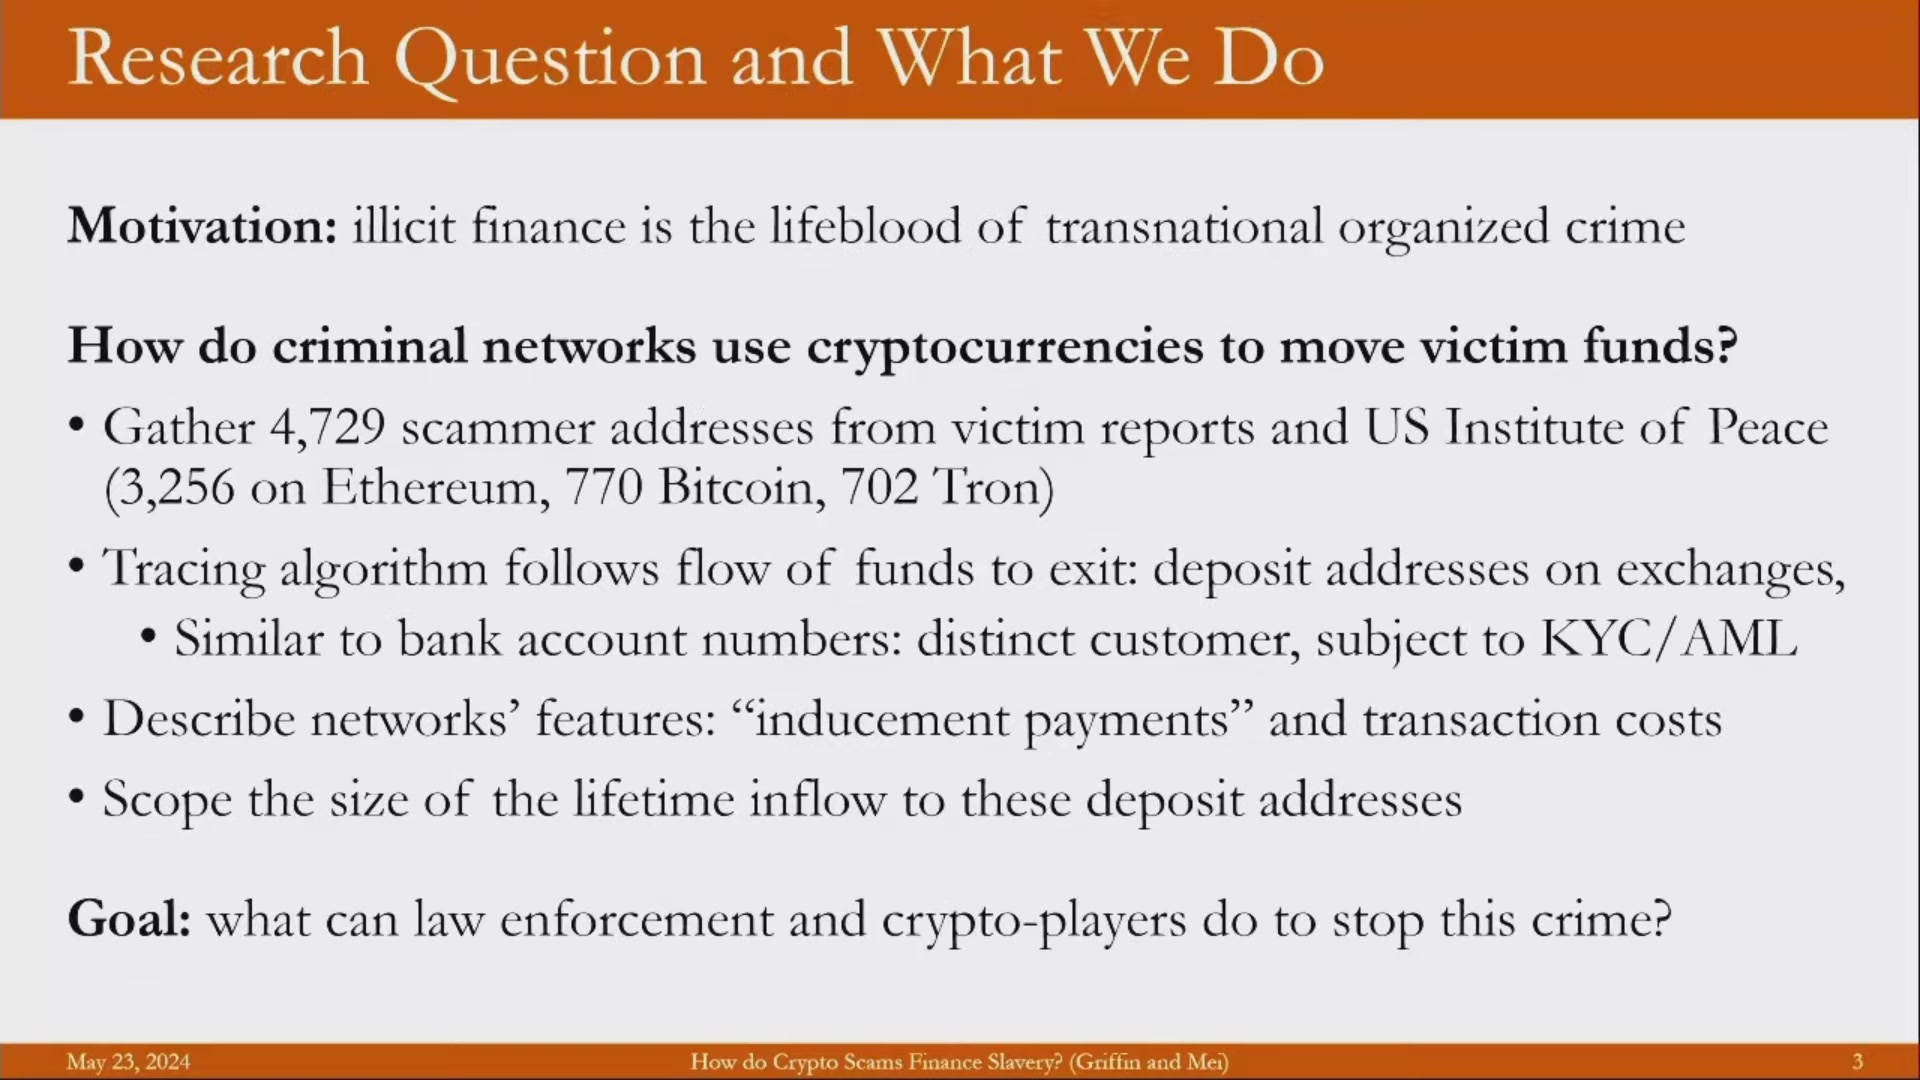 Research Question and What We Do
Motivation: illicit finance is the lifeblood of transnational organized crime
How do criminal networks use cryptocurrencies to move victim funds?
• Gather 4,729 scammer addresses from victim reports and US Institute of Peace
(3,256 on Ethereum, 770 Bitcoin, 702 Tron)
• Tracing algorithm follows flow of funds to exit: deposit addresses on exchanges,
• Similar to bank account numbers: distinct customer, subject to KYC/AML
• Describe networks’ features: “inducement payments” and transaction costs
• Scope the size of the lifetime inflow to these deposit addresses
Goal: what can law enforcement and crypto-players do to stop this crime?
May 23, 2024
How do Crypto Scams Finance Slavery? (Griffin and Mei)
3